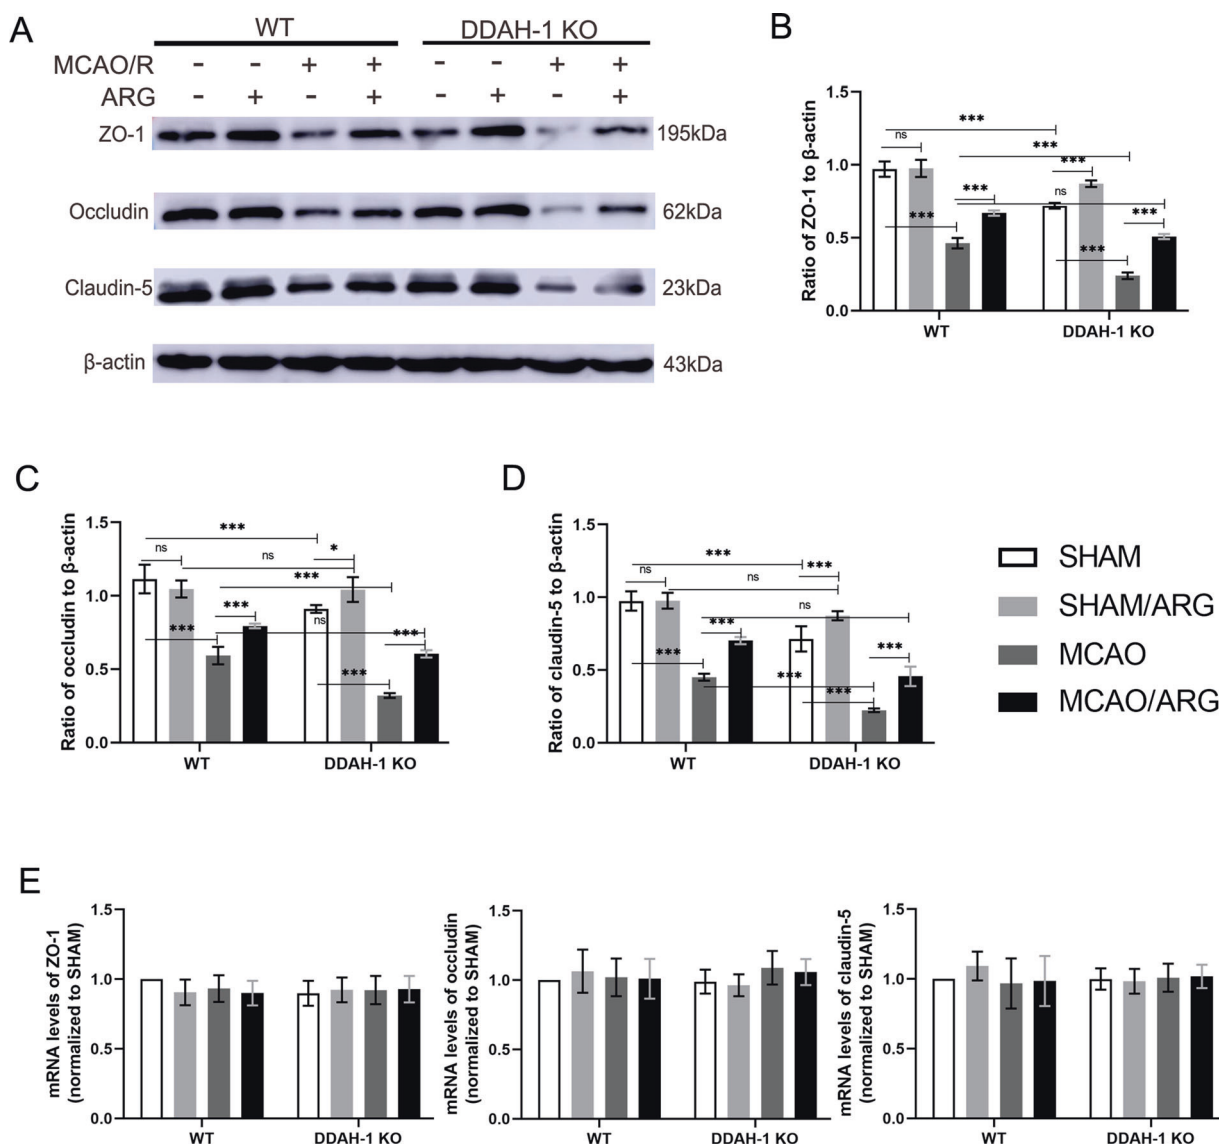 A
WT DDAH-1 KO
MCAO/R - - + + - - + +
ARG - + - + - + - +
ZO-1 195kDa
Occludin 62kDa
Claudin-5 23kDa
β-actin 43kDa
B
Ratio of ZO-1 to β-actin
1.5
1.0
0.5
0.0
***
ns
***
***
***
ns
***
***
***
WT DDAH-1 KO
C
Ratio of occludin to β-actin
1.5
1.0
0.5
0.0
***
ns
ns
*
***
***
ns
***
***
***
WT DDAH-1 KO
D
Ratio of claudin-5 to β-actin
1.5
1.0
0.5
0.0
***
ns
***
ns
ns
***
***
***
***
***
WT DDAH-1 KO
SHAM
SHAM/ARG
MCAO
MCAO/ARG
E
mRNA levels of ZO-1
(normalized to SHAM)
1.5
1.0
0.5
0.0
WT DDAH-1 KO
mRNA levels of occludin
(normalized to SHAM)
1.5
1.0
0.5
0.0
WT DDAH-1 KO
mRNA levels of claudin-5
(normalized to SHAM)
1.5
1.0
0.5
0.0
WT DDAH-1 KO